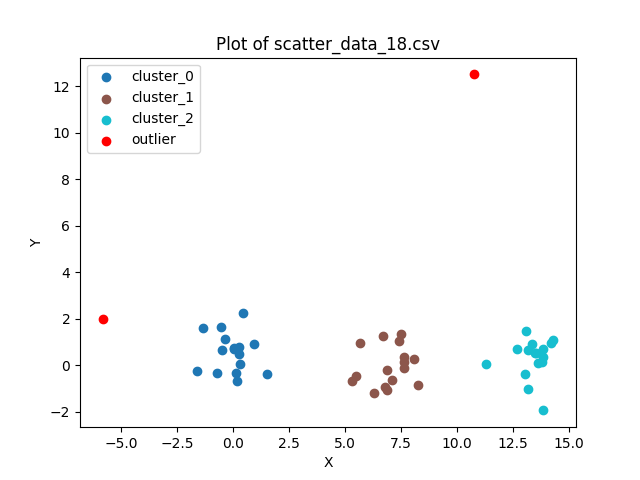 Plot of scatter_data_18.csv
cluster_0
cluster_1
cluster_2
outlier
12
10
8
6
4
2
0
−2
Y
−5.0 −2.5 0.0 2.5 5.0 7.5 10.0 12.5 15.0
X